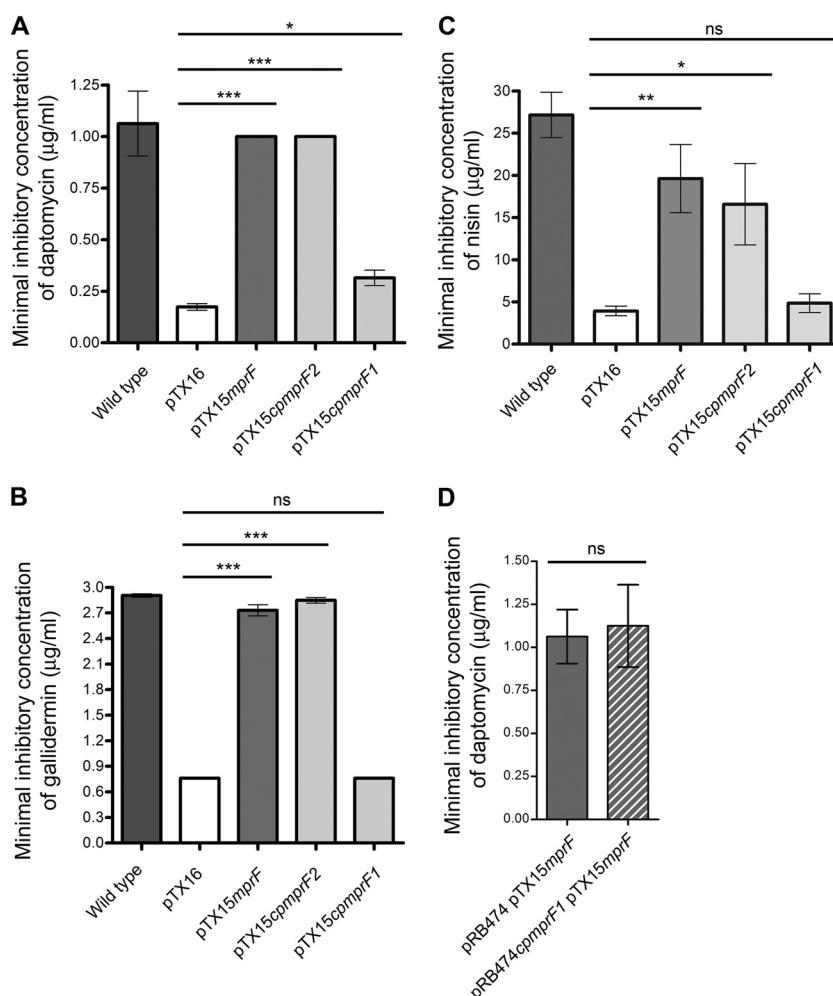 A
*
***
***
Minimal inhibitory concentration
of daptomycin (µg/ml)
1.25
1.00
0.75
0.50
0.25
0.00
Wild type
pTX16
pTX15mprF
pTX15cpmprF2
pTX15cpmprF1
C
ns
*
**
Minimal inhibitory concentration
of nisin (µg/ml)
30
25
20
15
10
5
0
Wild type
pTX16
pTX15mprF
pTX15cpmprF2
pTX15cpmprF1
B
ns
***
***
Minimal inhibitory concentration
of gallidermin (µg/ml)
3.0
2.7
2.4
2.1
1.8
1.5
1.2
0.9
0.6
0.3
0.0
Wild type
pTX16
pTX15mprF
pTX15cpmprF2
pTX15cpmprF1
D
ns
Minimal inhibitory concentration
of daptomycin (µg/ml)
1.50
1.25
1.00
0.75
0.50
0.25
0.00
pRB474 pTX15mprF
pRB474cpmprF1 pTX15mprF